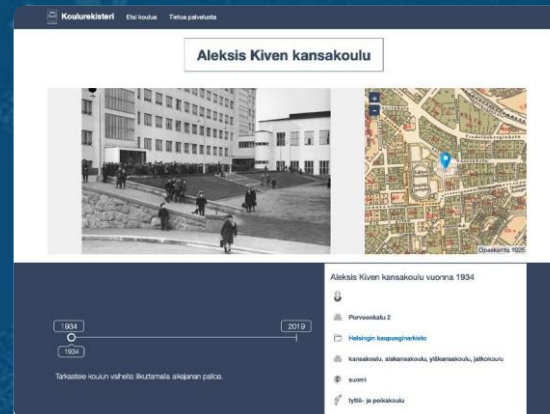 Koulurekisteri Etsi koulua Tietoa palvelusta
Aleksis Kiven kansakoulu
+
−
Opaskartta 1925
Aleksis Kiven kansakoulu vuonna 1934
Porvoonkatu 2
Helsingin kaupunginarkisto
kansakoulu, alakansakoulu, yläkansakoulu, jatkokoulu
suomi
tyttö- ja poikakoulu
1934
2019
1934
Tarkastele koulun vaiheita liikuttamalla aikajanan palloa.